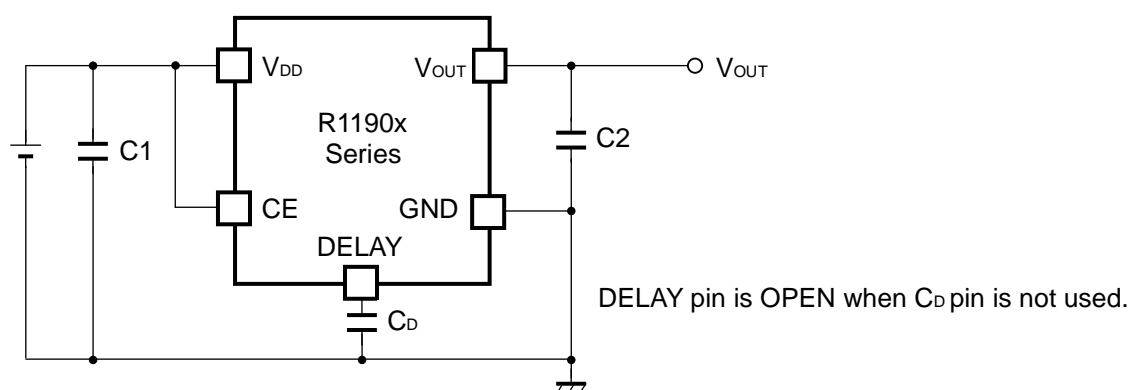 VDD
VOUT
VOUT
R1190x
Series
C1
C2
CE
GND
DELAY
CD
DELAY pin is OPEN when CD pin is not used.